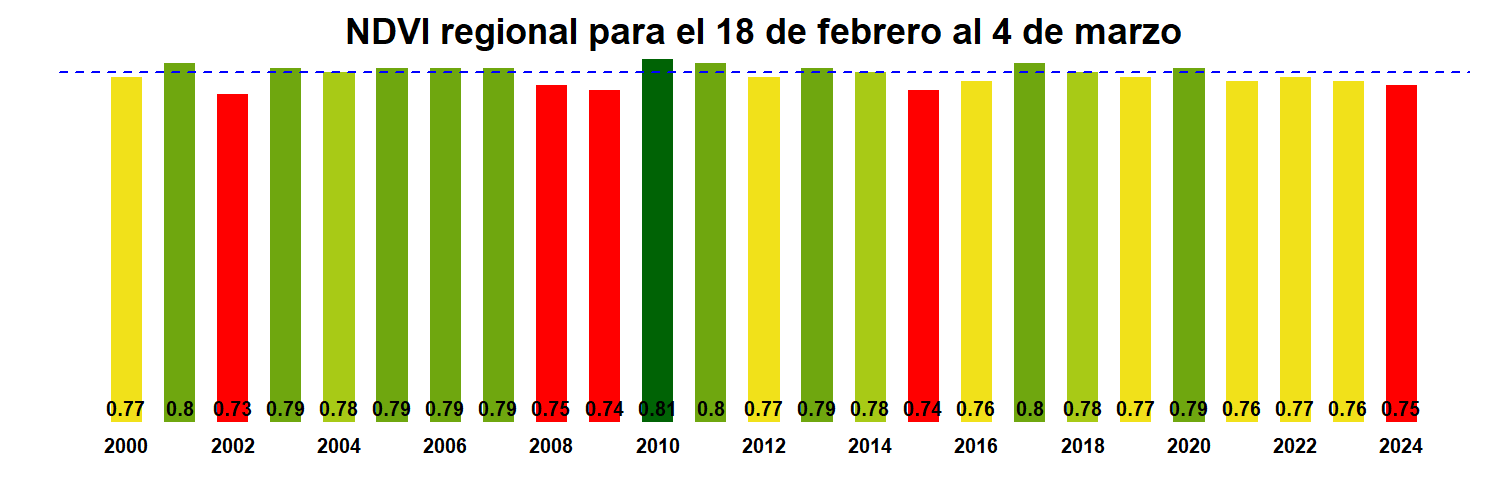 NDVI regional para el 18 de febrero al 4 de marzo
0.77 0.8 0.73 0.79 0.78 0.79 0.79 0.79 0.75 0.74 0.81 0.8 0.77 0.79 0.78 0.74 0.76 0.8 0.78 0.77 0.79 0.76 0.77 0.76 0.75
2000 2002 2004 2006 2008 2010 2012 2014 2016 2018 2020 2022 2024